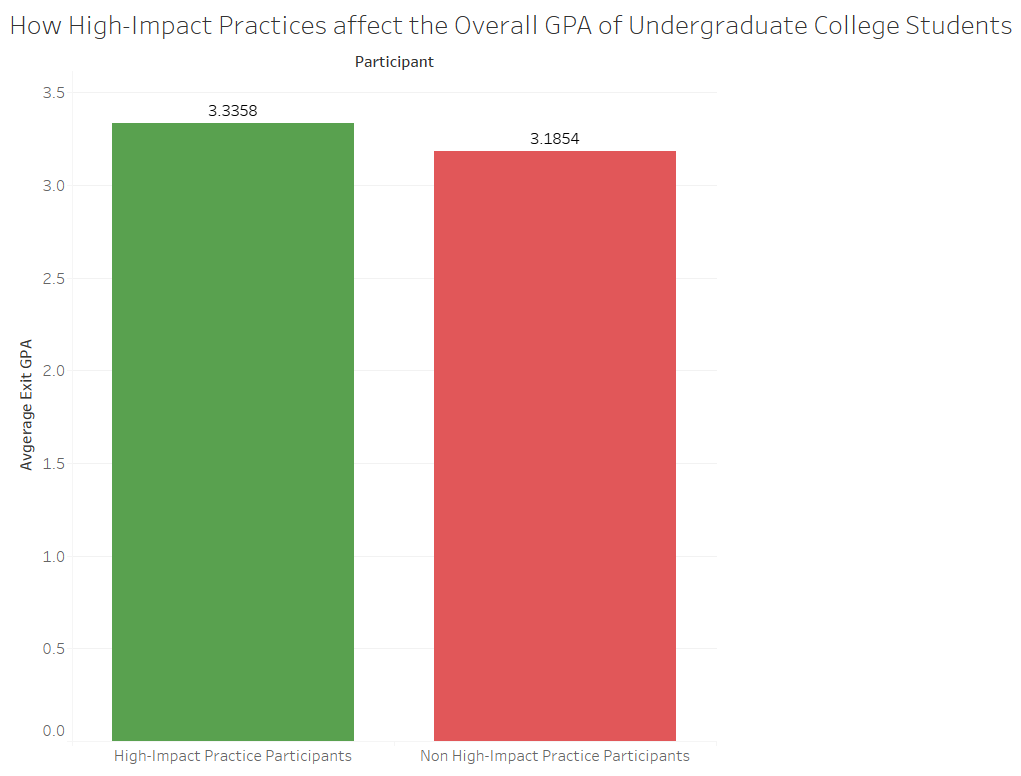 How High-Impact Practices affect the Overall GPA of Undergraduate College Students
Participant
3.5
3.3358
3.1854
3.0
2.5
2.0
Avgerage Exit GPA
1.5
1.0
0.5
0.0
High-Impact Practice Participants
Non High-Impact Practice Participants